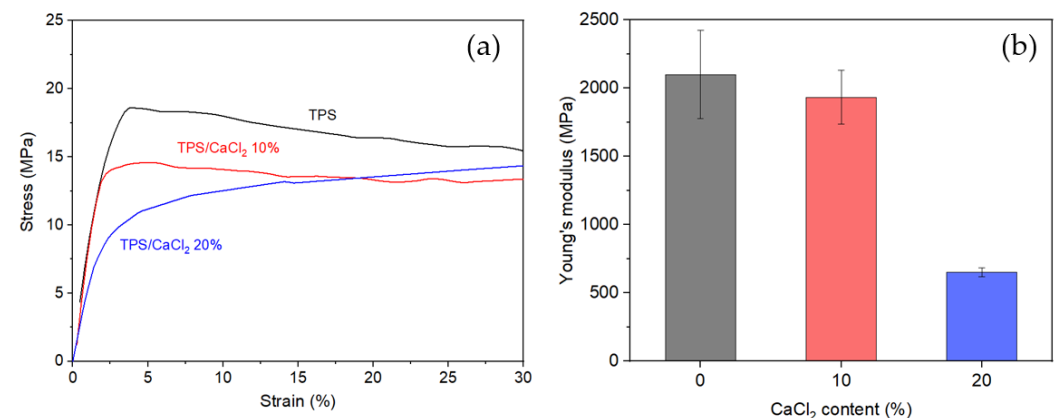 (a)
25
20
15
10
5
0
Stress (MPa)
TPS
TPS/CaCl₂ 10%
TPS/CaCl₂ 20%
0 5 10 15 20 25 30
Strain (%)
(b)
2500
2000
1500
1000
500
0
Young's modulus (MPa)
0 10 20
CaCl₂ content (%)